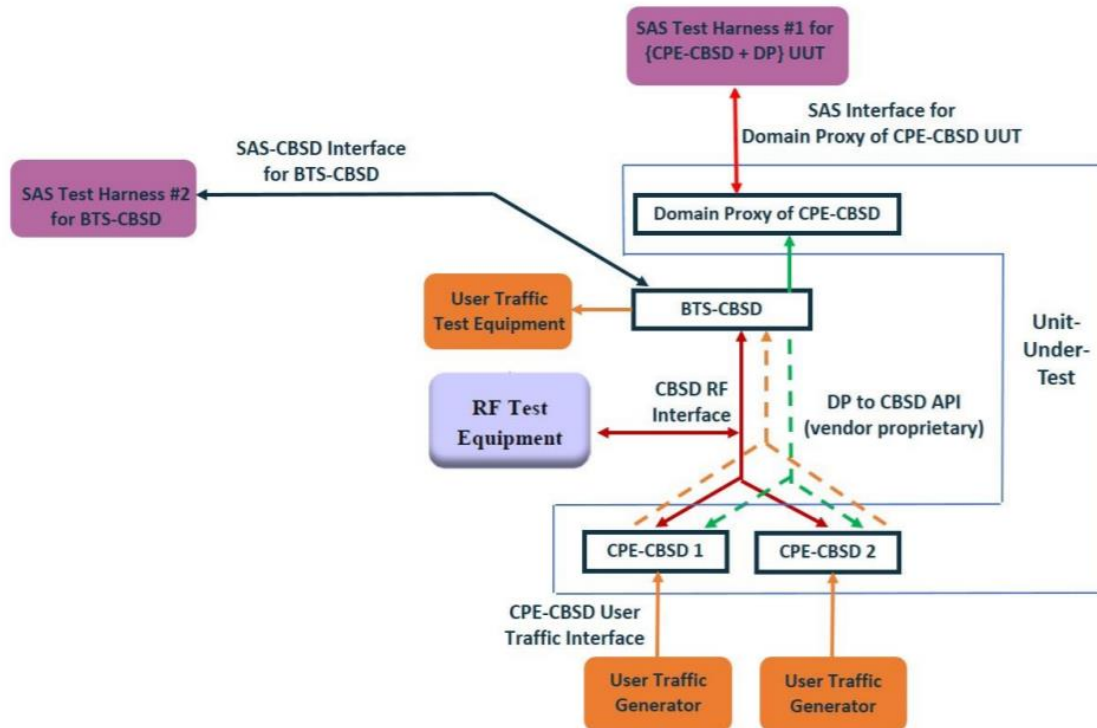 SAS Test Harness #1 for
{CPE-CBSD + DP} UUT
SAS Interface for
Domain Proxy of CPE-CBSD UUT
SAS-CBSD Interface
for BTS-CBSD
SAS Test Harness #2
for BTS-CBSD
Domain Proxy of CPE-CBSD
User Traffic
Test Equipment
BTS-CBSD
Unit-
Under-
Test
CBSD RF
Interface
RF Test
Equipment
DP to CBSD API
(vendor proprietary)
CPE-CBSD 1
CPE-CBSD 2
CPE-CBSD User
Traffic Interface
User Traffic
Generator
User Traffic
Generator